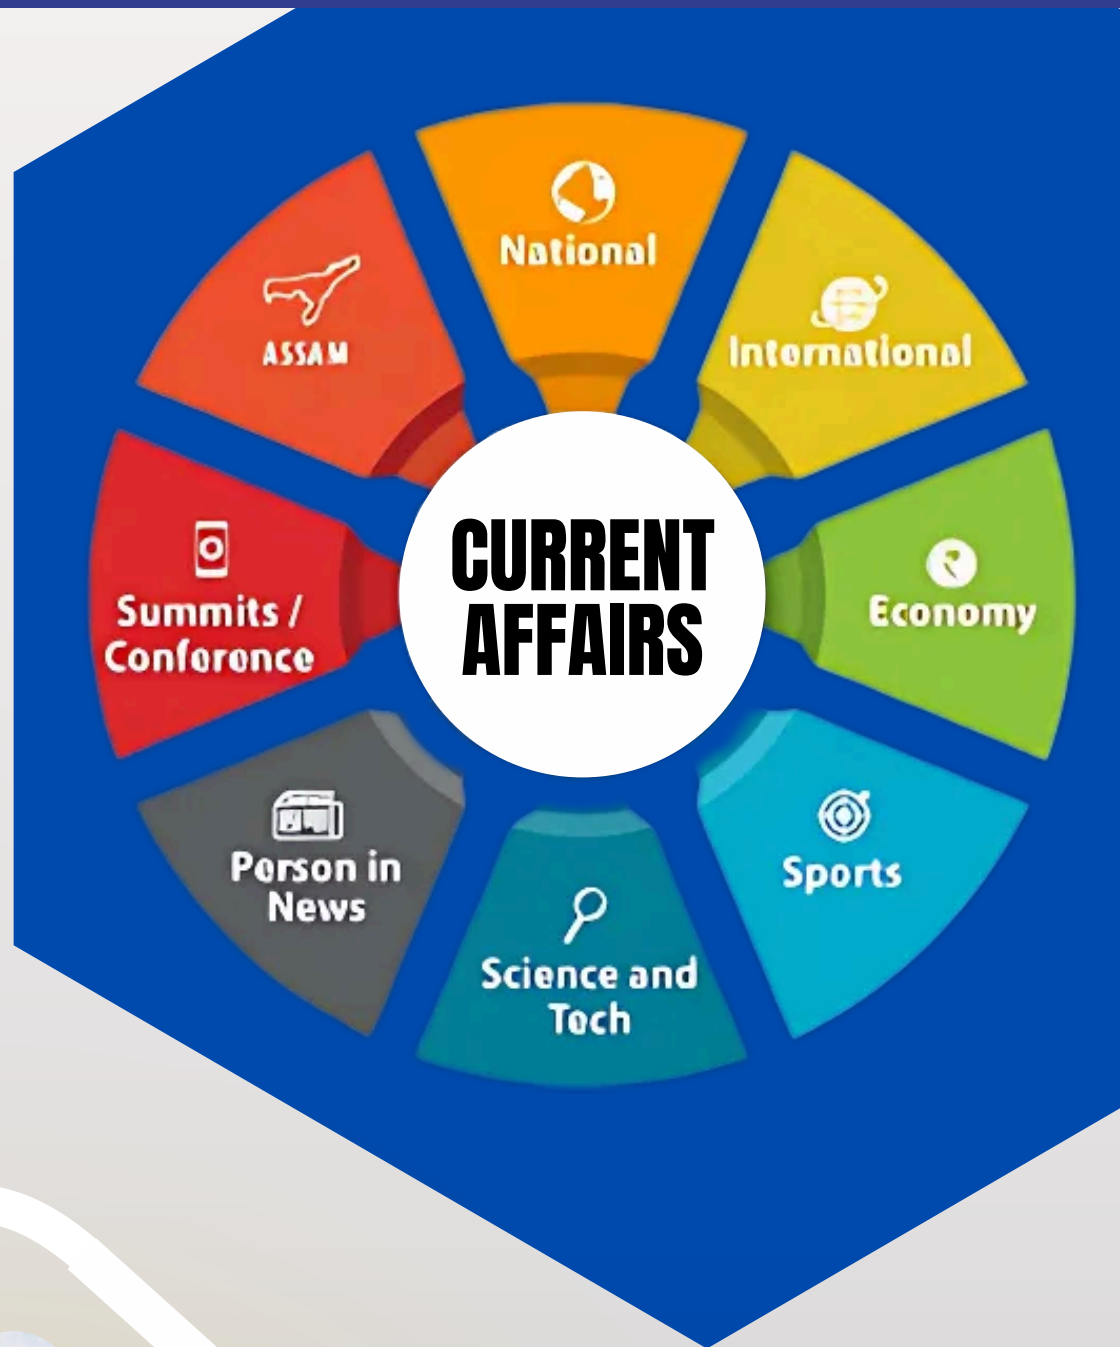 National
International
ASSAM
CURRENT
AFFAIRS
Economy
Summits /
Conference
Sports
Person in
News
Science and
Tech